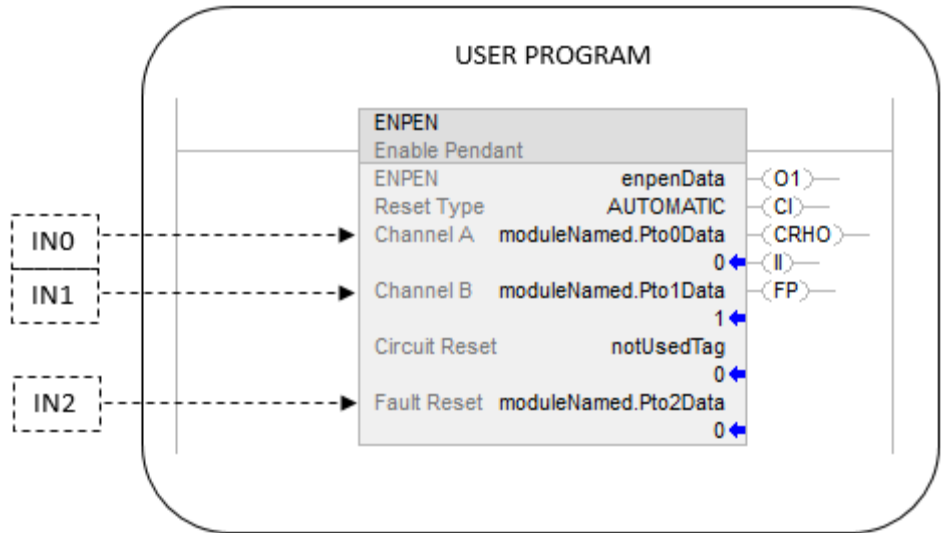 USER PROGRAM
ENPEN
Enable Pendant
ENPEN enpenData O1
Reset Type AUTOMATIC CI
IN0 Channel A moduleNamed.Pto0Data CRHO
0 II
IN1 Channel B moduleNamed.Pto1Data FP
1
Circuit Reset notUsedTag
0
IN2 Fault Reset moduleNamed.Pto2Data
0